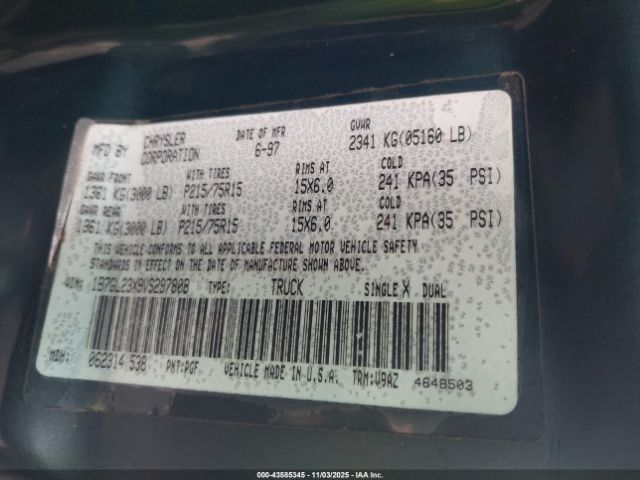 MFD BY CHRYSLER CORPORATION DATE OF MFR 6-97 GVWR 2341 KG(05160 LB)
GAWR FRONT WITH TIRES RIMS AT COLD
1361 KG(3000 LB) P215/75R15 15X6.0 241 KPA(35 PSI)
GAWR REAR WITH TIRES RIMS AT COLD
1361 KG(3000 LB) P215/75R15 15X6.0 241 KPA(35 PSI)
THIS VEHICLE CONFORMS TO ALL APPLICABLE FEDERAL MOTOR VEHICLE SAFETY
STANDARDS IN EFFECT ON THE DATE OF MANUFACTURE SHOWN ABOVE.
VIN: 1B7GL23X9VS297808 TYPE: TRUCK SINGLE X DUAL
MDH: 062314 538 PNT:PGF VEHICLE MADE IN U.S.A. TRM:V9AZ 4648503
000-43585345 - 11/03/2025 - IAA Inc.